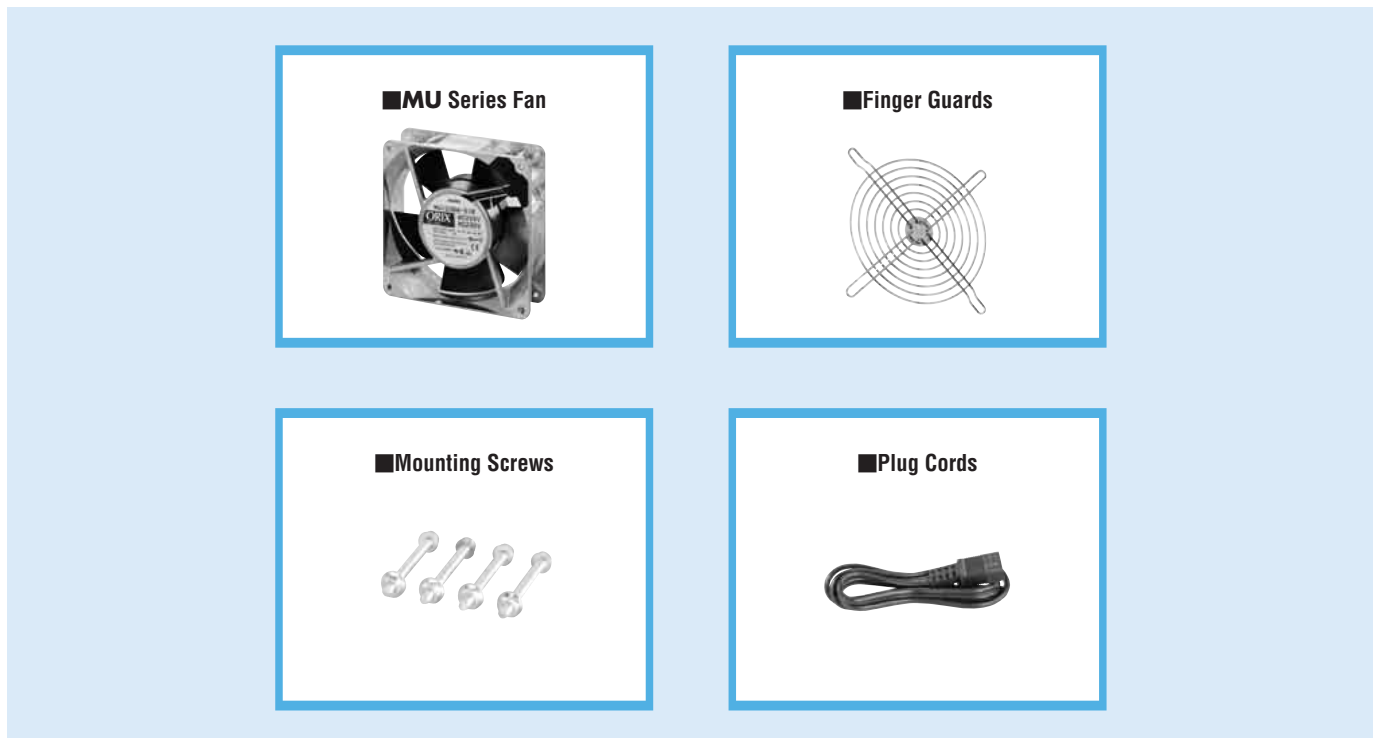 ■MU Series Fan
■Finger Guards
ORIX
■Mounting Screws
■Plug Cords